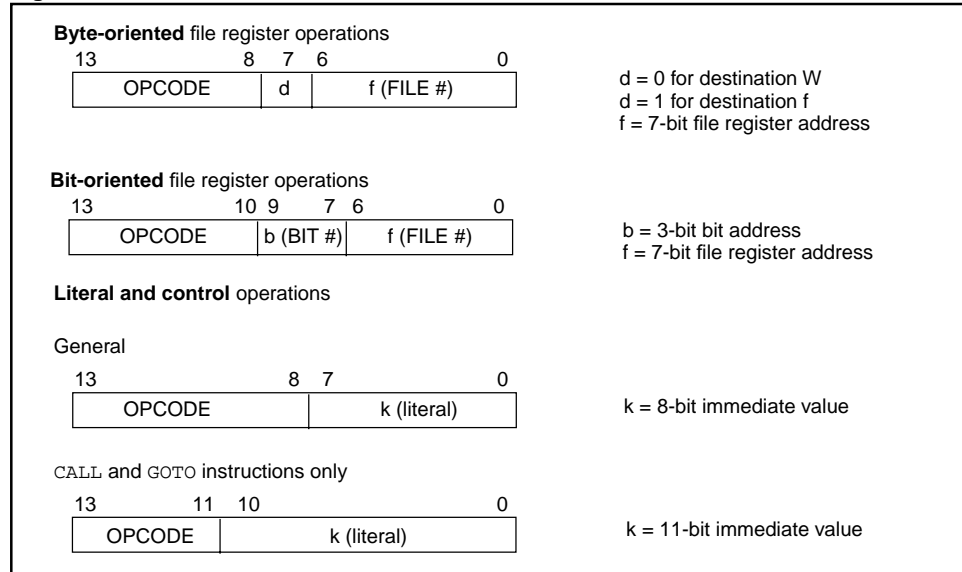 Byte-oriented file register operations
13 8 7 6 0
OPCODE d f (FILE #)
d = 0 for destination W
d = 1 for destination f
f = 7-bit file register address
Bit-oriented file register operations
13 10 9 7 6 0
OPCODE b (BIT #) f (FILE #)
b = 3-bit bit address
f = 7-bit file register address
Literal and control operations
General
13 8 7 0
OPCODE k (literal)
k = 8-bit immediate value
CALL and GOTO instructions only
13 11 10 0
OPCODE k (literal)
k = 11-bit immediate value